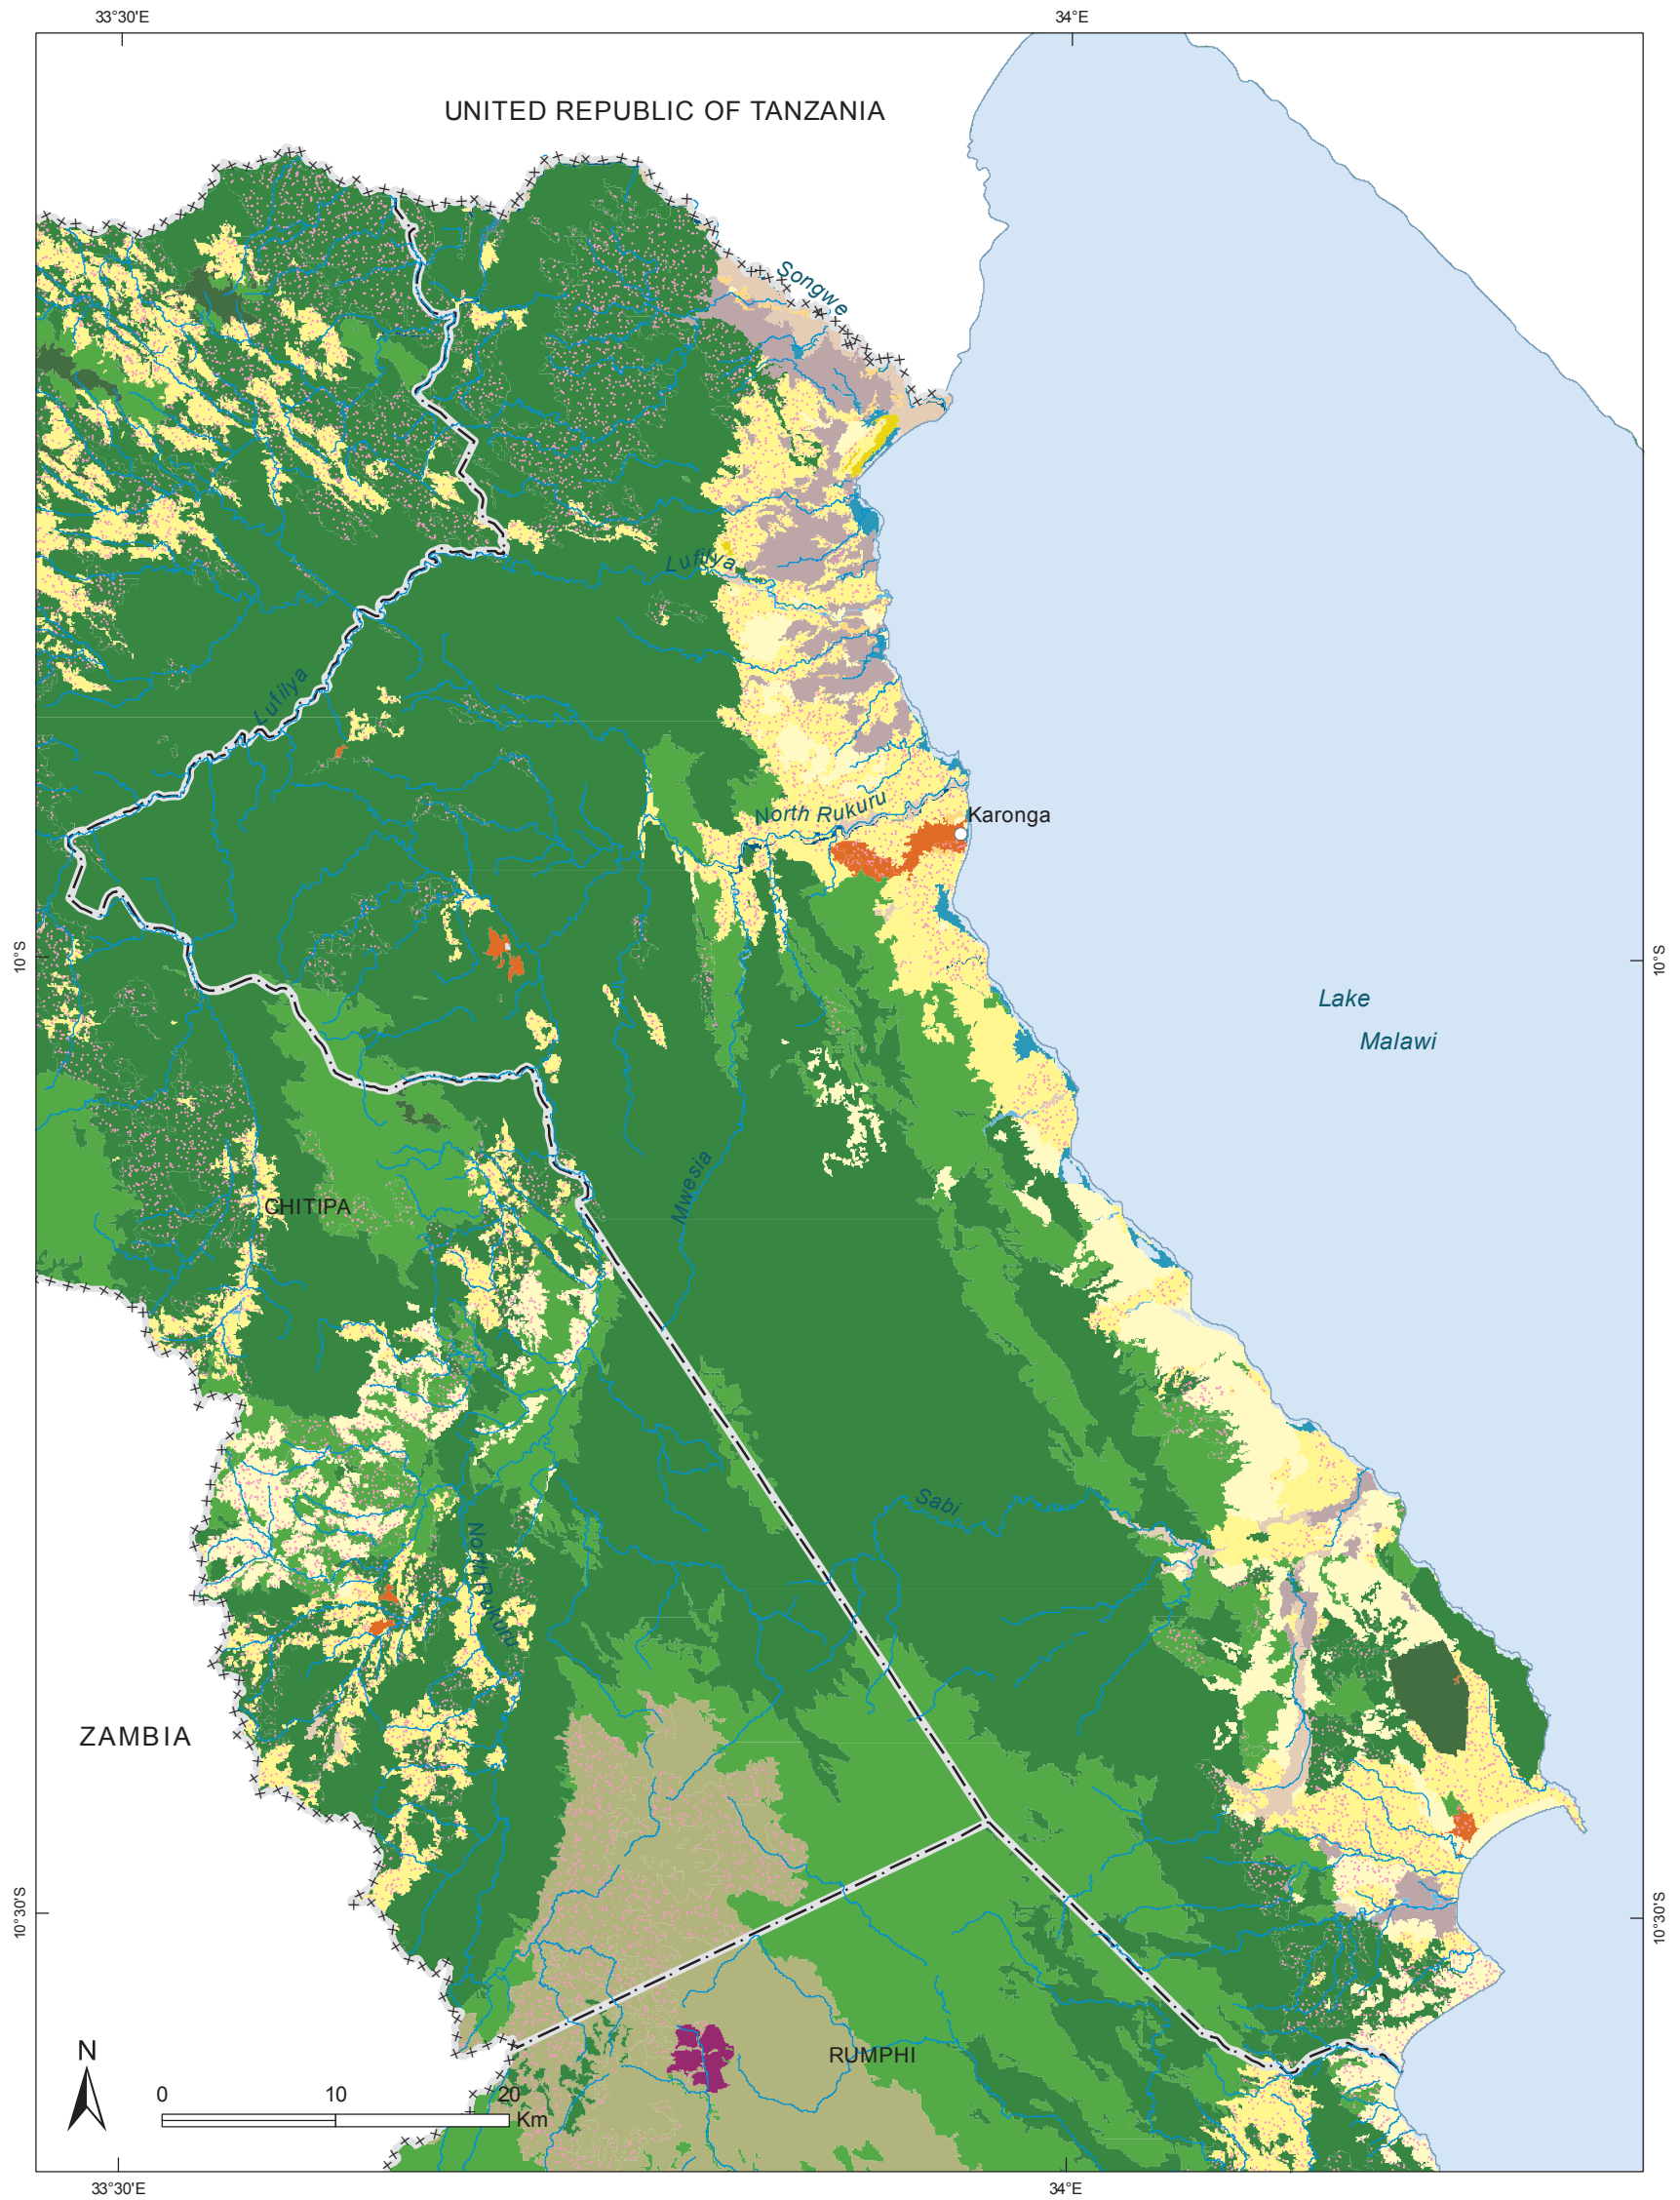 33°30'E
34°E
UNITED REPUBLIC OF TANZANIA
Songwe
Lufilya
Lufilya
North Rukuru
Karonga
10°S
10°S
Lake
Malawi
Mwesia
CHITIPA
Sabi
North Rukuru
ZAMBIA
10°30'S
10°30'S
RUMPHI
N
0
10
20
Km
33°30'E
34°E